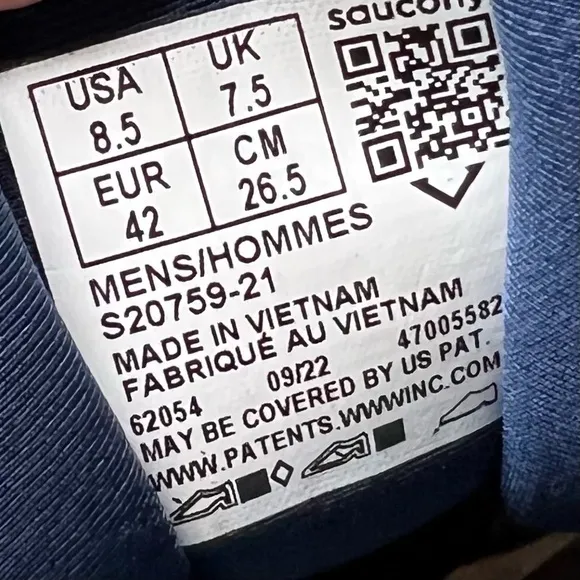 saucony
USA 8.5
UK 7.5
EUR 42
CM 26.5
MENS/HOMMES
S20759-21
MADE IN VIETNAM
FABRIQUÉ AU VIETNAM
62054 09/22 47005582
MAY BE COVERED BY US PAT.
WWW.PATENTS.WWWINC.COM